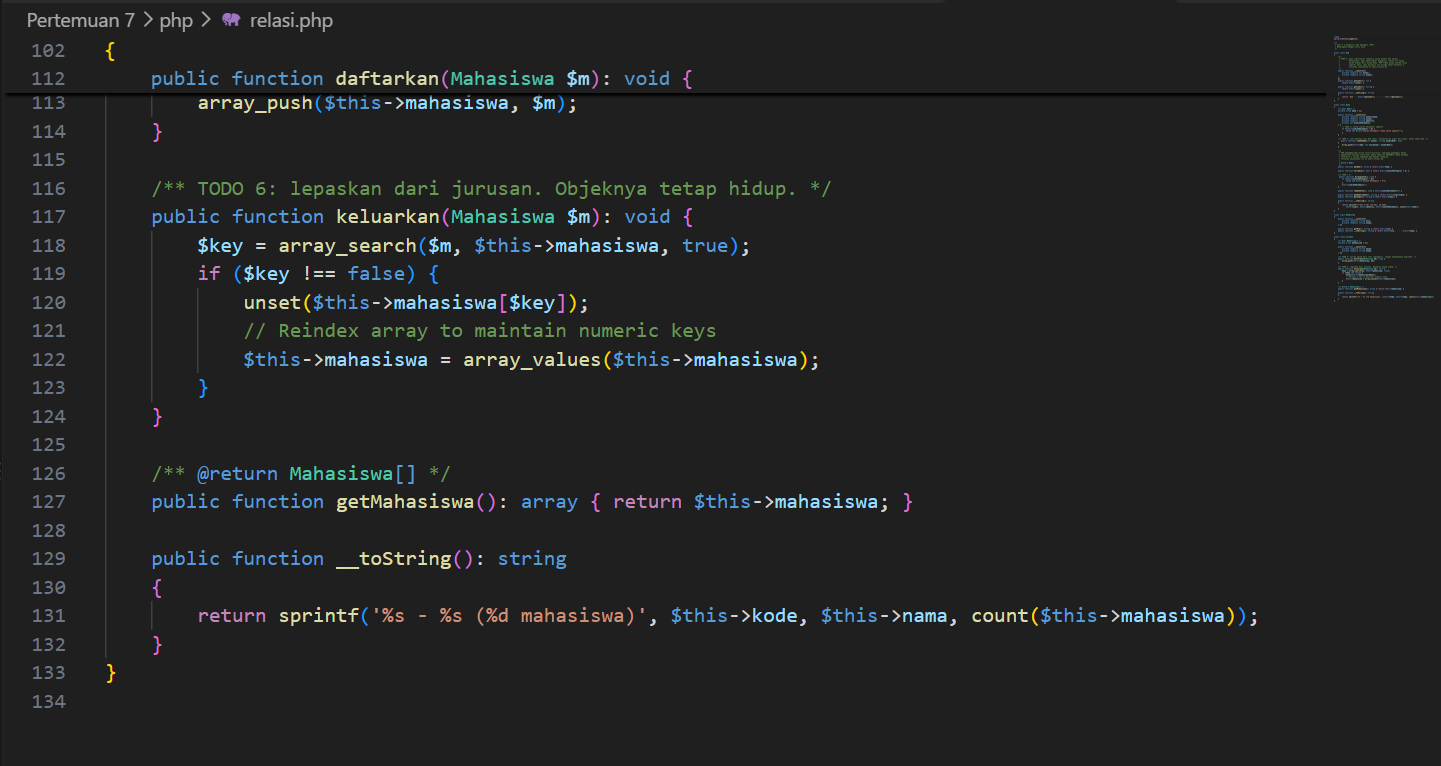 Pertemuan 7 > php > relasi.php
102 {
112     public function daftarkan(Mahasiswa $m): void {
113         array_push($this->mahasiswa, $m);
114     }
115
116     /** TODO 6: lepaskan dari jurusan. Objeknya tetap hidup. */
117     public function keluarkan(Mahasiswa $m): void {
118         $key = array_search($m, $this->mahasiswa, true);
119         if ($key !== false) {
120             unset($this->mahasiswa[$key]);
121             // Reindex array to maintain numeric keys
122             $this->mahasiswa = array_values($this->mahasiswa);
123         }
124     }
125
126     /** @return Mahasiswa[] */
127     public function getMahasiswa(): array { return $this->mahasiswa; }
128
129     public function __toString(): string
130     {
131         return sprintf('%s - %s (%d mahasiswa)', $this->kode, $this->nama, count($this->mahasiswa));
132     }
133 }
134